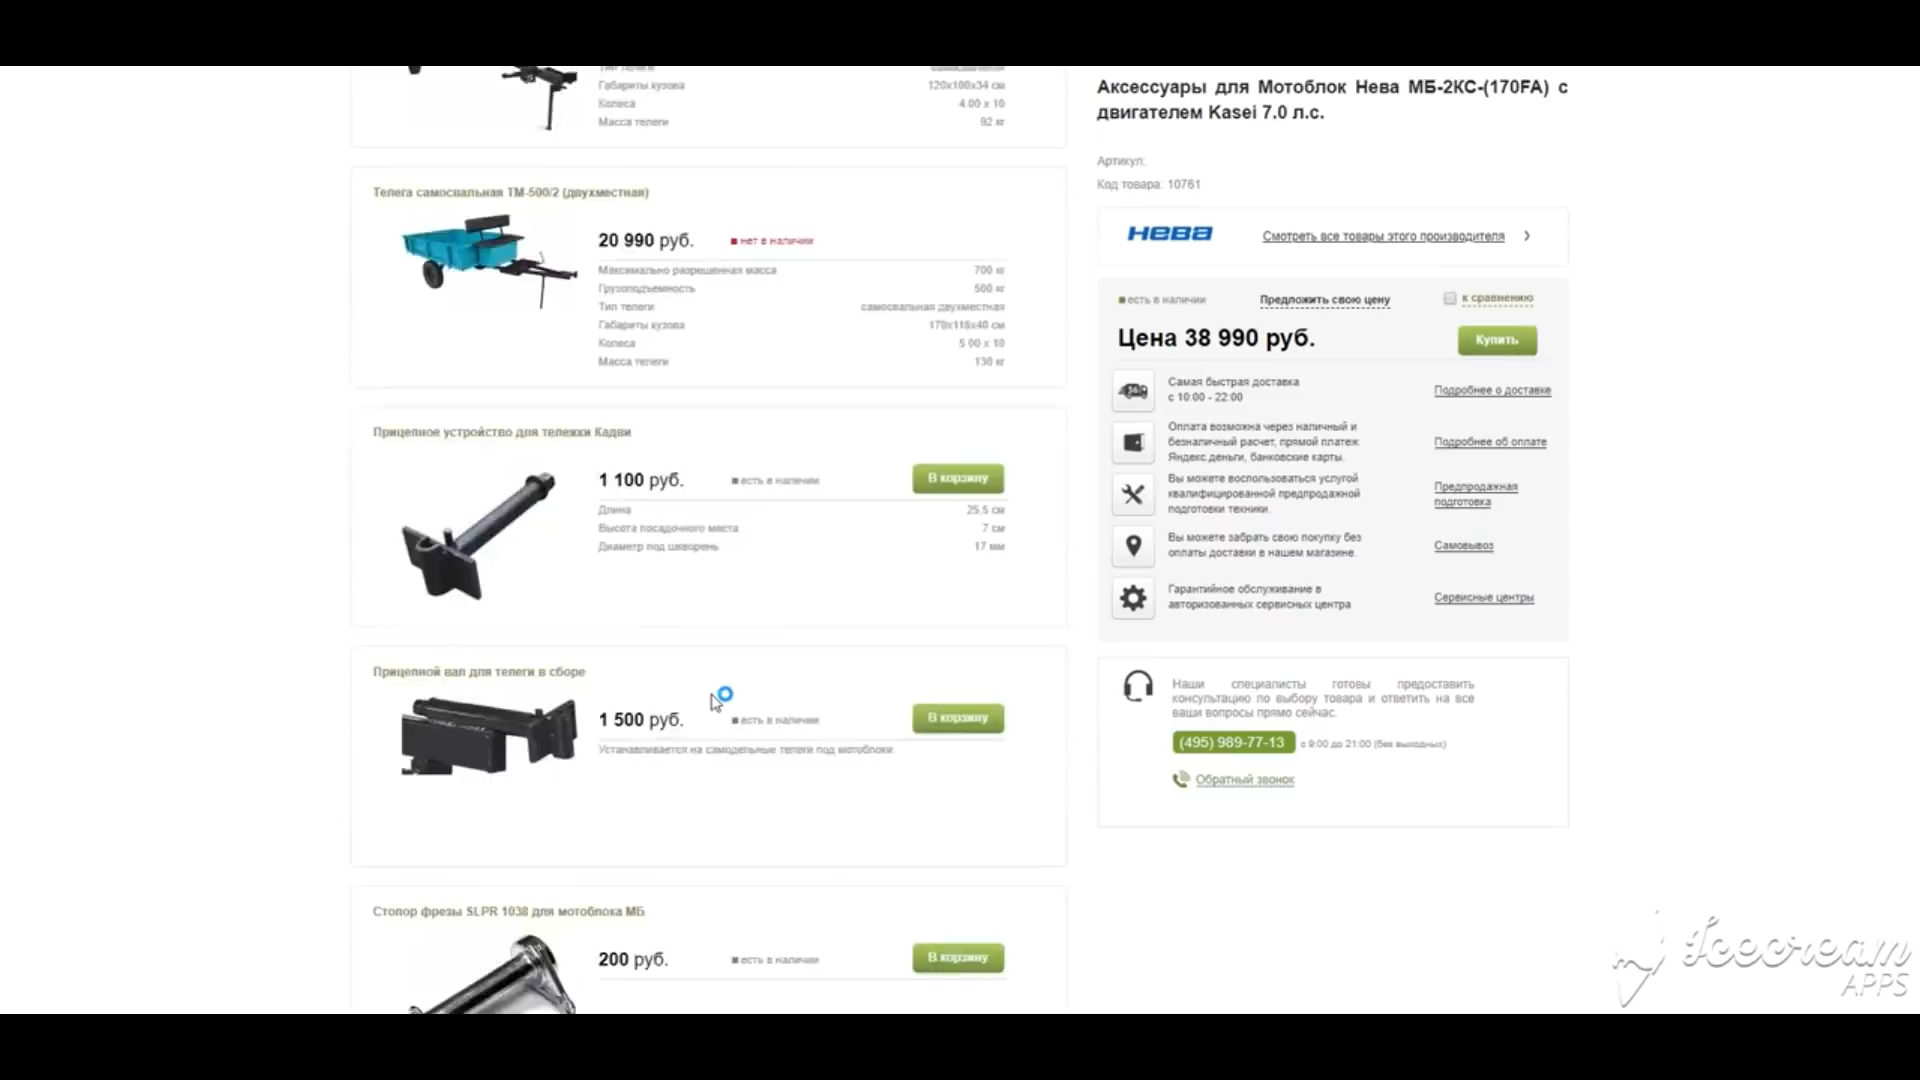 Габариты кузова 120х100х34 см
Колеса 4.00 х 10
Масса телеги 92 кг
Телега самосвальная ТМ-500/2 (двухместная)
20 990 руб. нет в наличии
Максимально разрешенная масса 700 кг
Грузоподъемность 500 кг
Тип телеги самосвальная двухместная
Габариты кузова 170х118х40 см
Колеса 5.00 х 10
Масса телеги 130 кг
Прицепное устройство для тележки Кадви
1 100 руб. есть в наличии В корзину
Длина 25.5 см
Высота посадочного места 7 см
Диаметр под шкворень 17 мм
Прицепной вал для телеги в сборе
1 500 руб. есть в наличии В корзину
Устанавливается на самодельные телеги под мотоблоки
Стопор фрезы SLPR 1038 для мотоблока МБ
200 руб. есть в наличии В корзину
Аксессуары для Мотоблок Нева МБ-2КС-(170FA) с
двигателем Kasei 7.0 л.с.
Артикул:
Код товара: 10761
нева Смотреть все товары этого производителя
есть в наличии Предложить свою цену к сравнению
Цена 38 990 руб. Купить
Самая быстрая доставка
с 10:00 - 22:00
Подробнее о доставке
Оплата возможна через наличный и
безналичный расчет, прямой платеж
Яндекс.деньги, банковские карты.
Подробнее об оплате
Вы можете воспользоваться услугой
квалифицированной предпродажной
подготовки техники.
Предпродажная
подготовка
Вы можете забрать свою покупку без
оплаты доставки в нашем магазине.
Самовывоз
Гарантийное обслуживание в
авторизованных сервисных центра
Сервисные центры
Наши специалисты готовы предоставить
консультацию по выбору товара и ответить на все
ваши вопросы прямо сейчас.
(495) 989-77-13 с 9:00 до 21:00 (без выходных)
Обратный звонок
Icecream
APPS